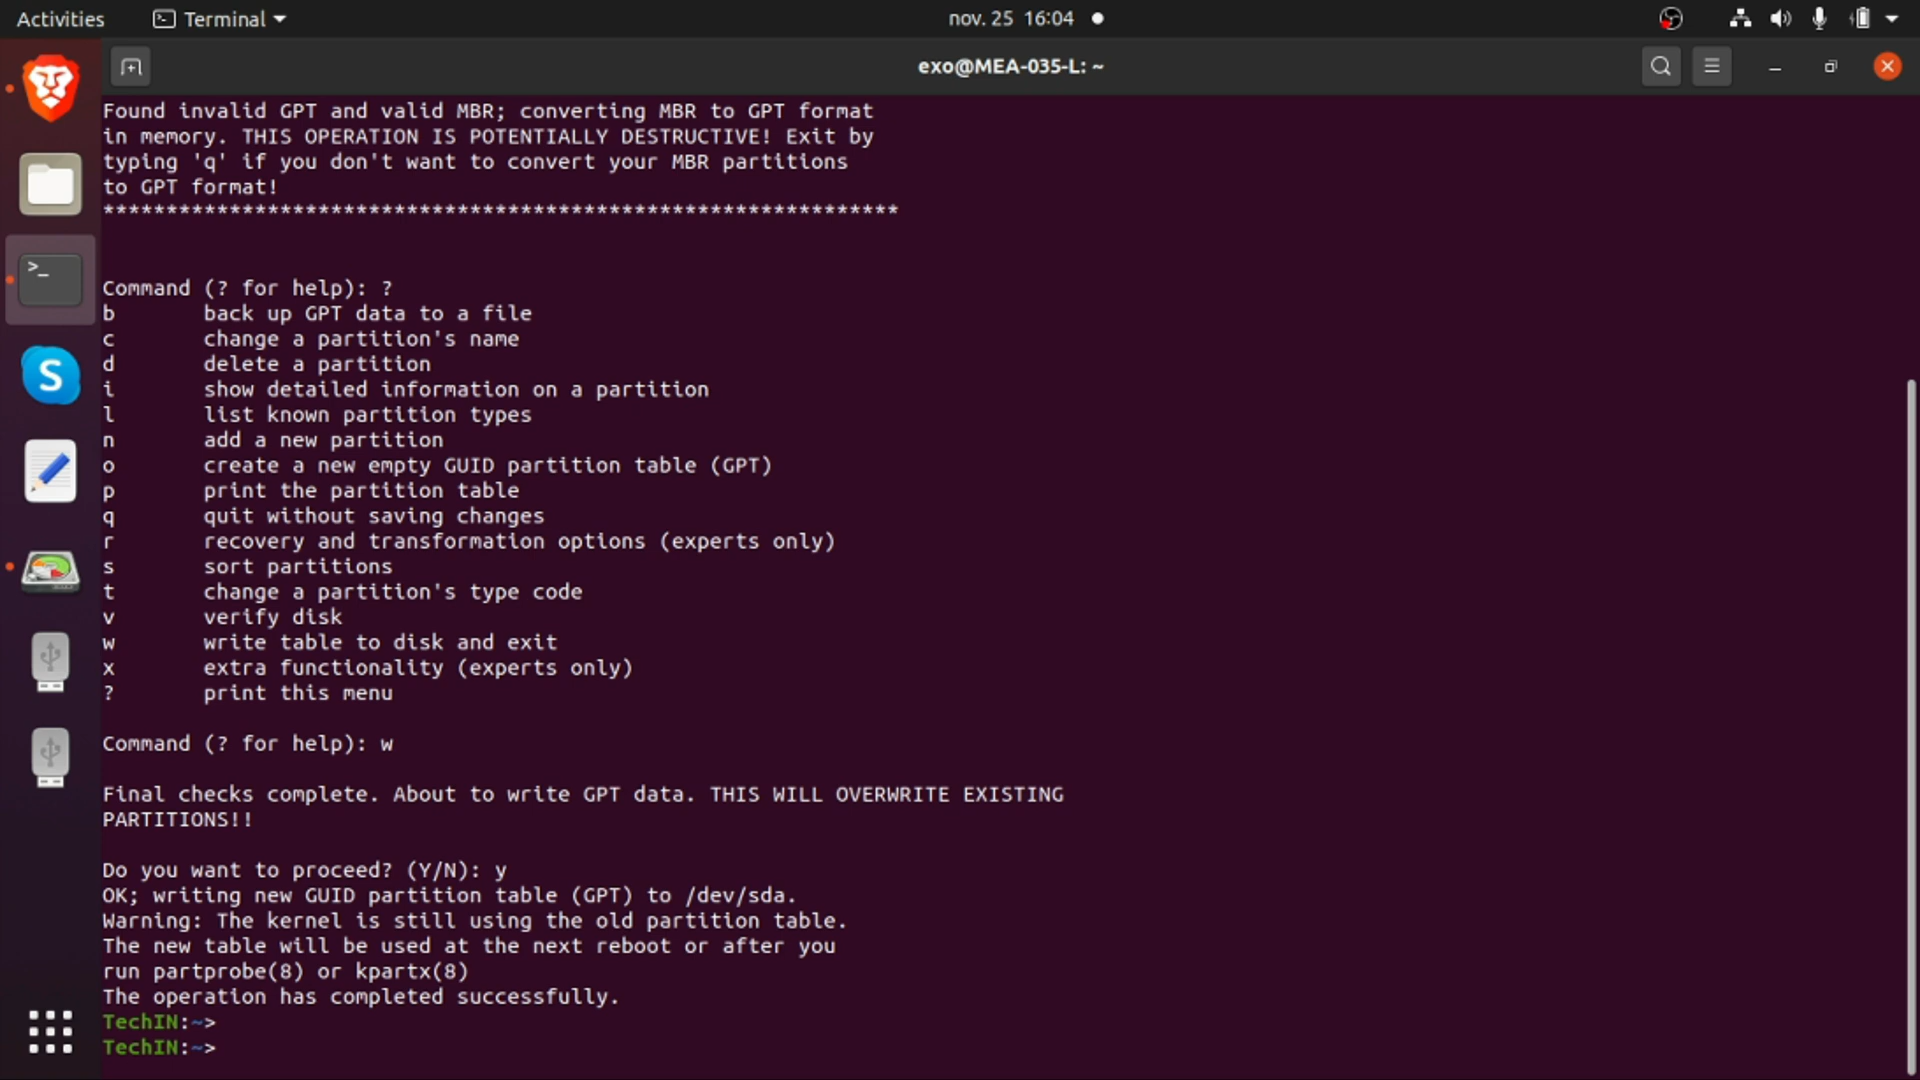 Activities
Terminal
nov. 25 16:04
exo@MEA-035-L: ~
Found invalid GPT and valid MBR; converting MBR to GPT format
in memory. THIS OPERATION IS POTENTIALLY DESTRUCTIVE! Exit by
typing 'q' if you don't want to convert your MBR partitions
to GPT format!
***************************************************************
Command (? for help): ?
b back up GPT data to a file
c change a partition's name
d delete a partition
i show detailed information on a partition
l list known partition types
n add a new partition
o create a new empty GUID partition table (GPT)
p print the partition table
q quit without saving changes
r recovery and transformation options (experts only)
s sort partitions
t change a partition's type code
v verify disk
w write table to disk and exit
x extra functionality (experts only)
? print this menu
Command (? for help): w
Final checks complete. About to write GPT data. THIS WILL OVERWRITE EXISTING
PARTITIONS!!
Do you want to proceed? (Y/N): y
OK; writing new GUID partition table (GPT) to /dev/sda.
Warning: The kernel is still using the old partition table.
The new table will be used at the next reboot or after you
run partprobe(8) or kpartx(8)
The operation has completed successfully.
TechIN:~>
TechIN:~>